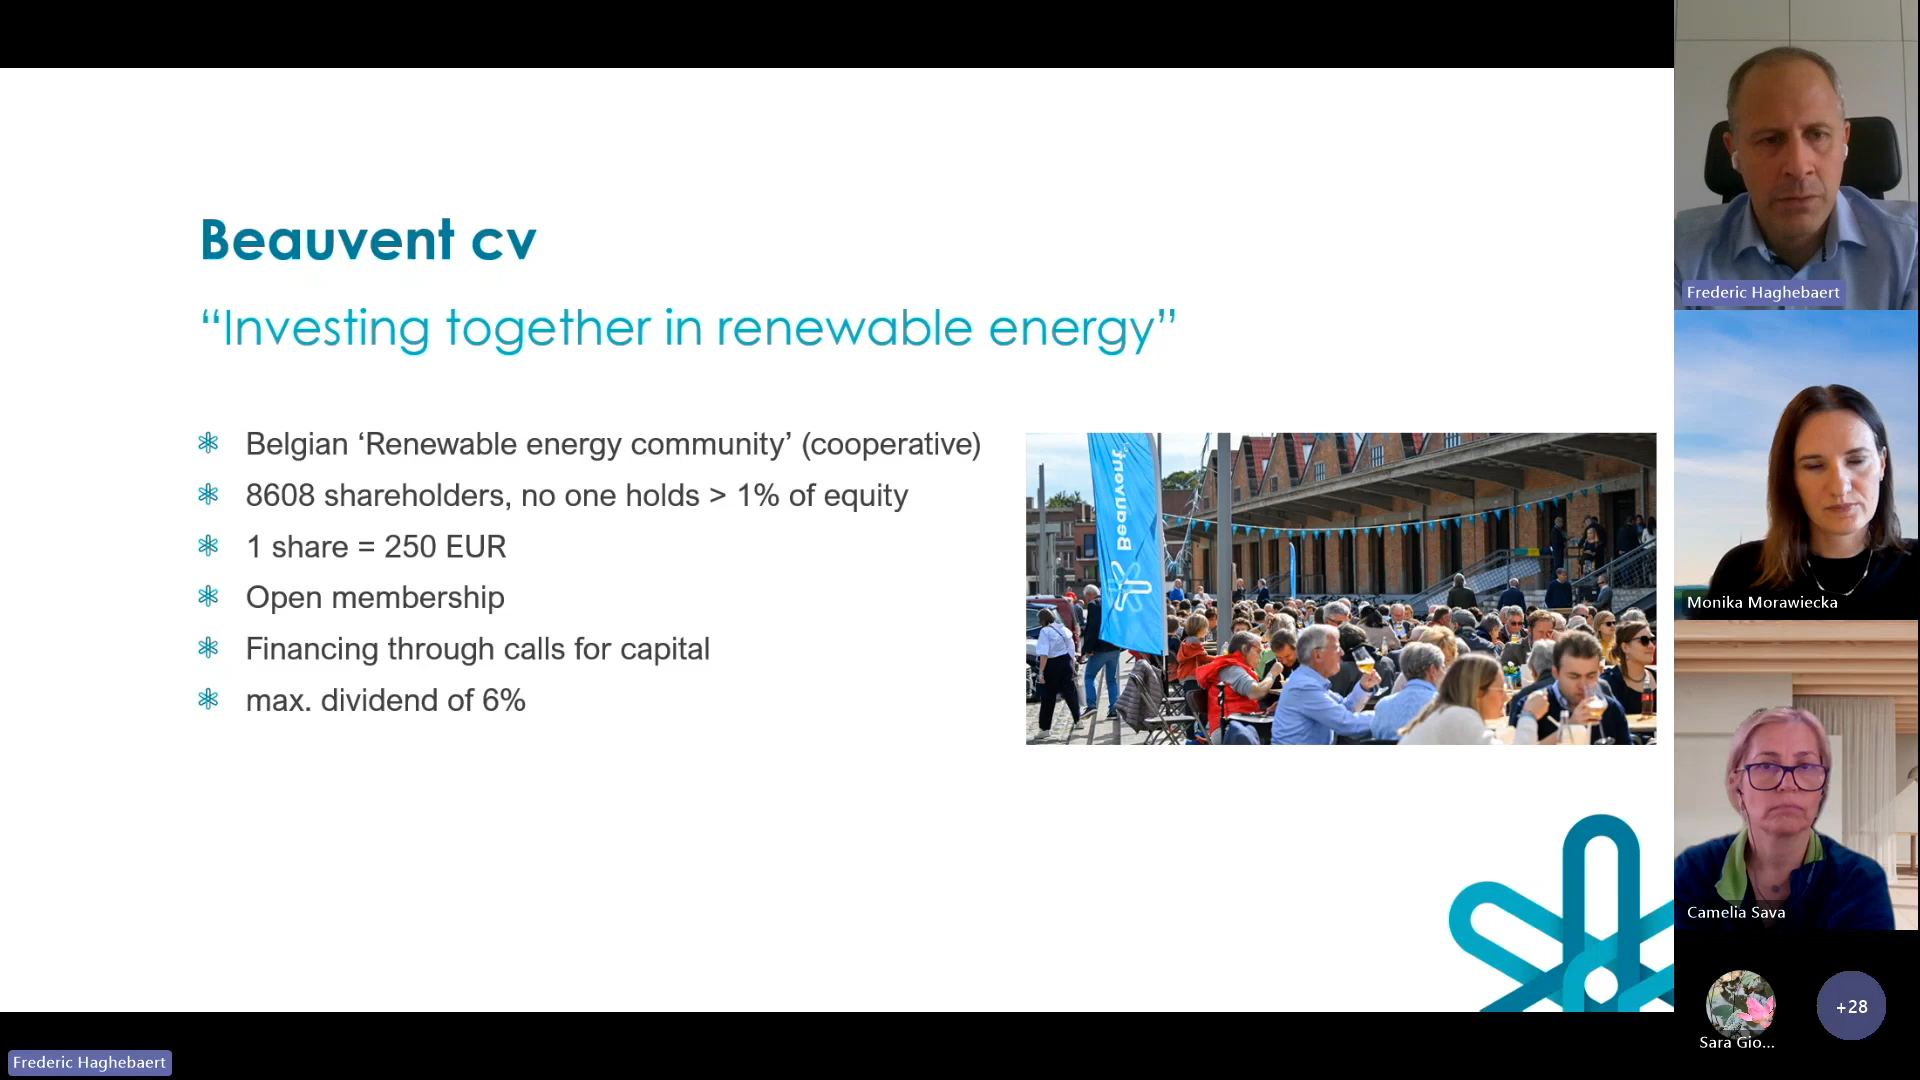 Beauvent cv
“Investing together in renewable energy”
Belgian ‘Renewable energy community’ (cooperative)
8608 shareholders, no one holds > 1% of equity
1 share = 250 EUR
Open membership
Financing through calls for capital
max. dividend of 6%
Beauvent
Frederic Haghebaert
Monika Morawiecka
Camelia Sava
Sara Gio...
+28
Frederic Haghebaert